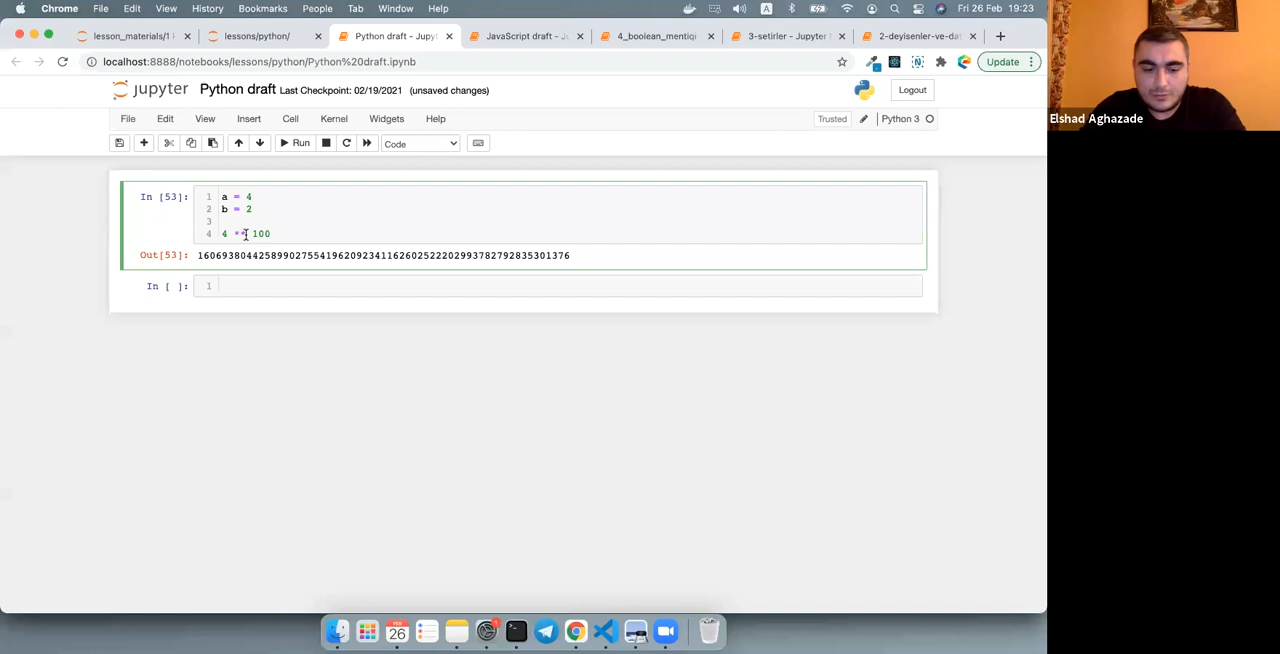 Chrome File Edit View History Bookmarks People Tab Window Help A Fri 26 Feb 19:23
lesson_materials/1 lessons/python/ Python draft - Jupyt JavaScript draft - Ju 4_boolean_mentiqi 3-setirler - Jupyter 2-deyisenler-ve-dat
localhost:8888/notebooks/lessons/python/Python%20draft.ipynb Update
jupyter Python draft Last Checkpoint: 02/19/2021 (unsaved changes) Logout
File Edit View Insert Cell Kernel Widgets Help Trusted Python 3
Run Code
In [53]: 1 a = 4
2 b = 2
3
4 4 ** 100
Out[53]: 1606938044258990275541962092341162602522202993782792835301376
In [ ]: 1
Elshad Aghazade
FEB
26
1